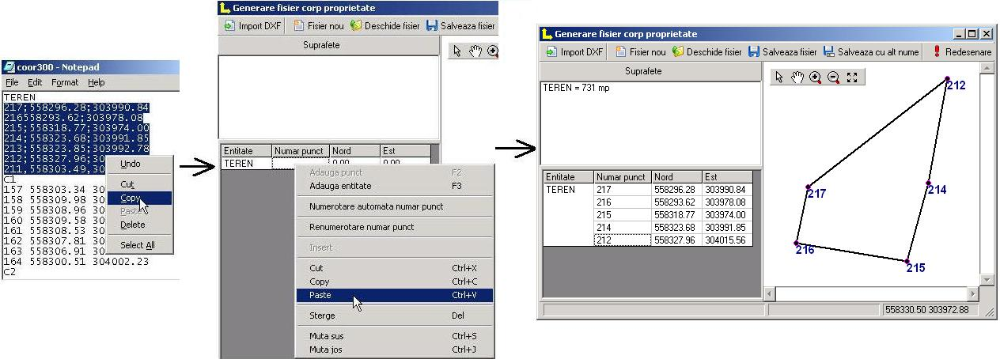 coor300 - Notepad
File Edit Format Help
TEREN
217;558296.28;303990.84
216558293.62;303978.08
215;558318.77;303974.00
214;558323.68;303991.85
213;558323.85;303992.78
212;558327.96;30
211,558303.49,30
C1
157 558303.34 30
158 558309.98 30
159 558308.96 30
160 558309.58 30
161 558308.53 30
162 558307.81 30
163 558306.91 30
164 558300.51 304002.23
C2
Undo
Cut
Copy
Paste
Delete
Select All
Generare fisier corp proprietate
Import DXF Fisier nou Deschide fisier Salveaza fisier
Suprafete
Entitate Numar punct Nord Est
TEREN 0.00 0.00
Adauga punct F2
Adauga entitate F3
Numerotare automata numar punct
Renumerotare numar punct
Insert
Cut Ctrl+X
Copy Ctrl+C
Paste Ctrl+V
Sterge Del
Muta sus Ctrl+S
Muta jos Ctrl+J
Generare fisier corp proprietate
Import DXF Fisier nou Deschide fisier Salveaza fisier Salveaza cu alt nume Redesenare
Suprafete
TEREN = 731 mp
Entitate Numar punct Nord Est
TEREN 217 558296.28 303990.84
216 558293.62 303978.08
215 558318.77 303974.00
214 558323.68 303991.85
212 558327.96 304015.56
212
214
217
216
215
558330.50 303972.88